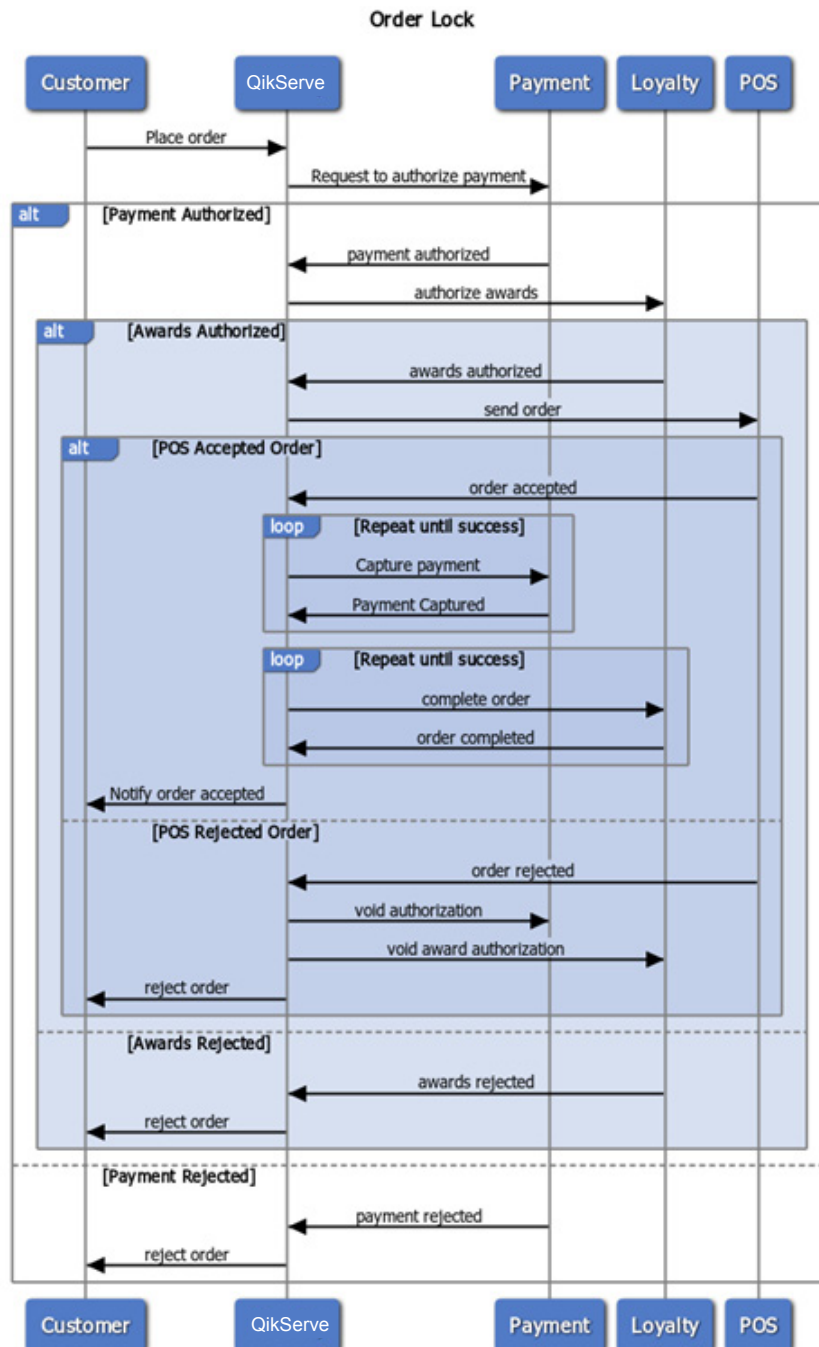 Order Lock
Customer QikServe Payment Loyalty POS
Place order
Request to authorize payment
alt [Payment Authorized]
payment authorized
authorize awards
alt [Awards Authorized]
awards authorized
send order
alt [POS Accepted Order]
order accepted
loop [Repeat until success]
Capture payment
Payment Captured
loop [Repeat until success]
complete order
order completed
Notify order accepted
[POS Rejected Order]
order rejected
void authorization
void award authorization
reject order
[Awards Rejected]
awards rejected
reject order
[Payment Rejected]
payment rejected
reject order
Customer QikServe Payment Loyalty POS